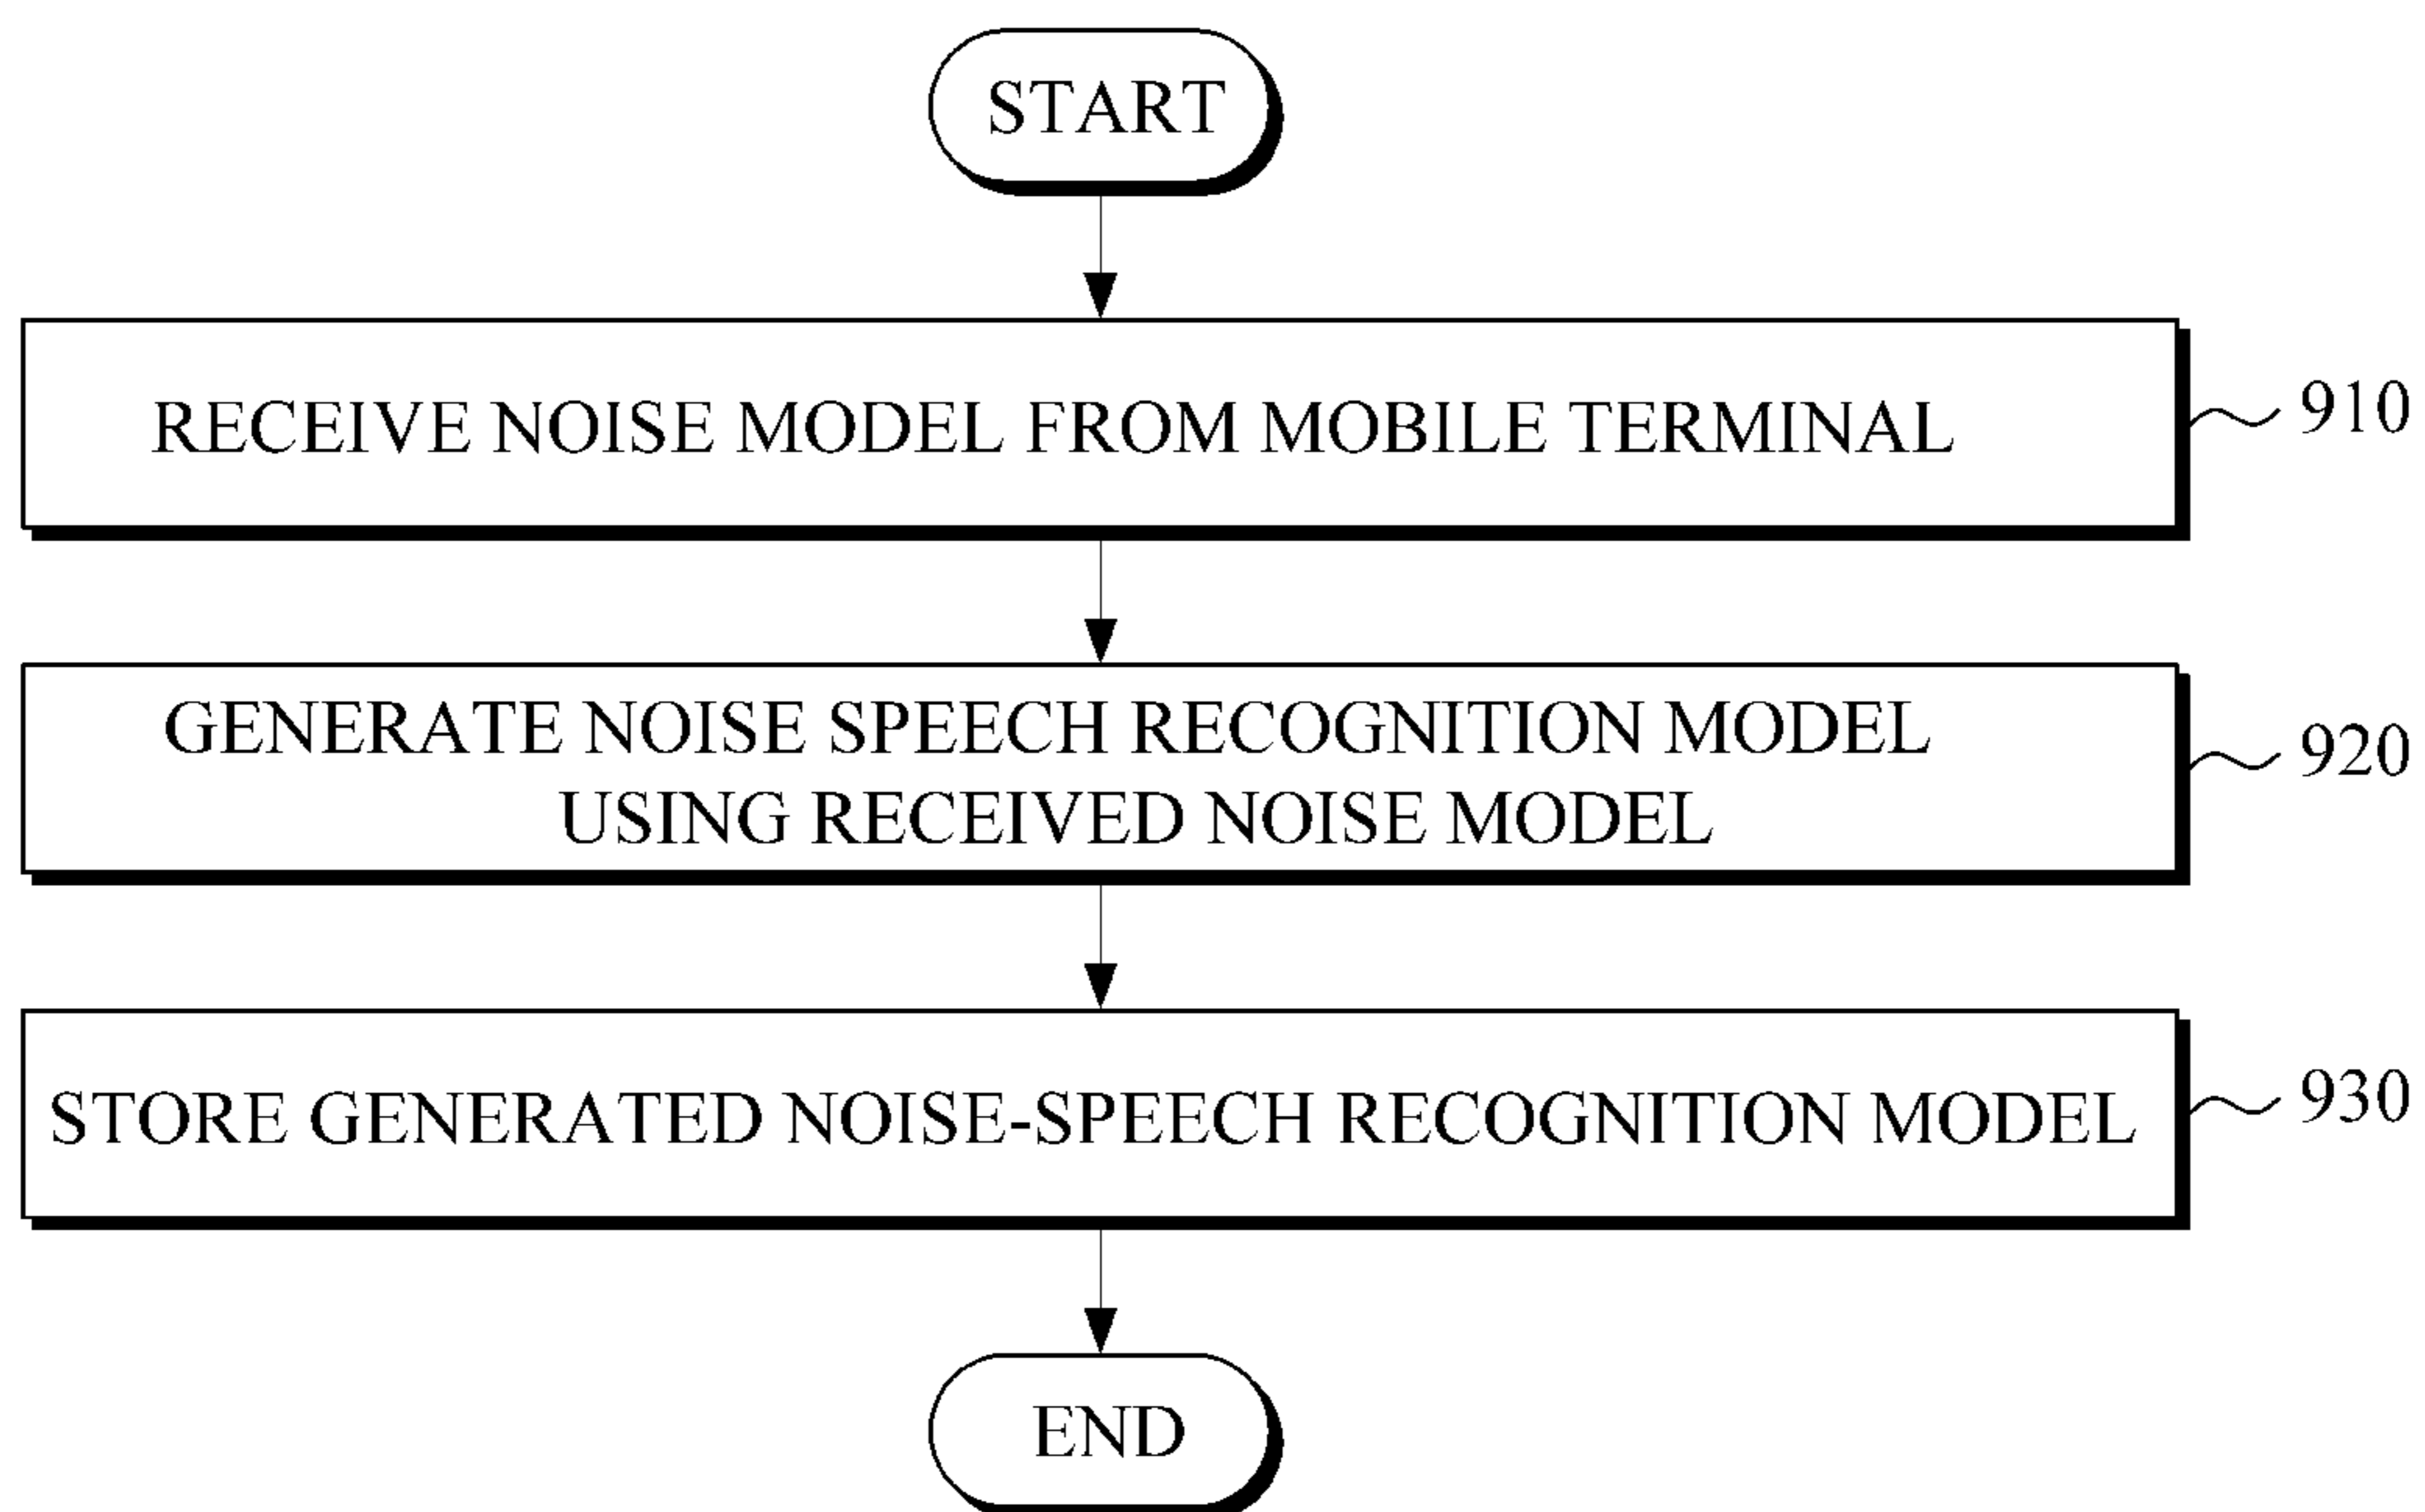 START
RECEIVE NOISE MODEL FROM MOBILE TERMINAL
910
GENERATE NOISE SPEECH RECOGNITION MODEL
USING RECEIVED NOISE MODEL
920
STORE GENERATED NOISE-SPEECH RECOGNITION MODEL
930
END